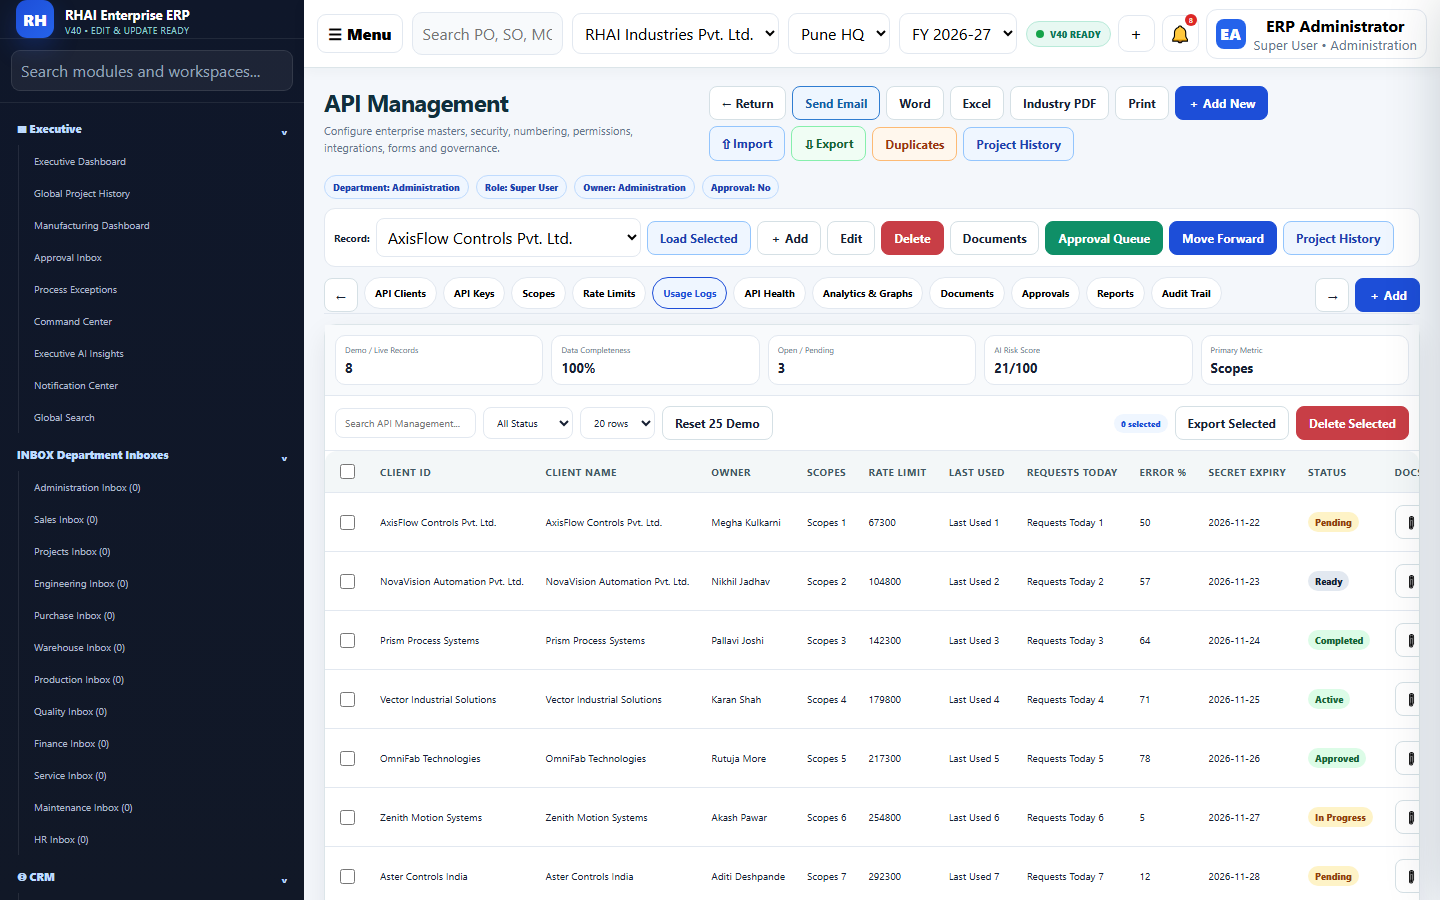 RH
RHAI Enterprise ERP
V40 • EDIT & UPDATE READY
Search modules and workspaces...
Executive
Executive Dashboard
Global Project History
Manufacturing Dashboard
Approval Inbox
Process Exceptions
Command Center
Executive AI Insights
Notification Center
Global Search
INBOX Department Inboxes
Administration Inbox (0)
Sales Inbox (0)
Projects Inbox (0)
Engineering Inbox (0)
Purchase Inbox (0)
Warehouse Inbox (0)
Production Inbox (0)
Quality Inbox (0)
Finance Inbox (0)
Service Inbox (0)
Maintenance Inbox (0)
HR Inbox (0)
CRM
☰ Menu
Search PO, SO, MC
RHAI Industries Pvt. Ltd.
Pune HQ
FY 2026-27
V40 READY
+
8
EA
ERP Administrator
Super User • Administration
API Management
Configure enterprise masters, security, numbering, permissions,
integrations, forms and governance.
← Return
Send Email
Word
Excel
Industry PDF
Print
+ Add New
⇧ Import
⇩ Export
Duplicates
Project History
Department: Administration
Role: Super User
Owner: Administration
Approval: No
Record:
AxisFlow Controls Pvt. Ltd.
Load Selected
+ Add
Edit
Delete
Documents
Approval Queue
Move Forward
Project History
←
API Clients
API Keys
Scopes
Rate Limits
Usage Logs
API Health
Analytics & Graphs
Documents
Approvals
Reports
Audit Trail
→
+ Add
Demo / Live Records
8
Data Completeness
100%
Open / Pending
3
AI Risk Score
21/100
Primary Metric
Scopes
Search API Management...
All Status
20 rows
Reset 25 Demo
0 selected
Export Selected
Delete Selected
CLIENT ID CLIENT NAME OWNER SCOPES RATE LIMIT LAST USED REQUESTS TODAY ERROR % SECRET EXPIRY STATUS DOCS
AxisFlow Controls Pvt. Ltd. AxisFlow Controls Pvt. Ltd. Megha Kulkarni Scopes 1 67300 Last Used 1 Requests Today 1 50 2026-11-22 Pending
NovaVision Automation Pvt. Ltd. NovaVision Automation Pvt. Ltd. Nikhil Jadhav Scopes 2 104800 Last Used 2 Requests Today 2 57 2026-11-23 Ready
Prism Process Systems Prism Process Systems Pallavi Joshi Scopes 3 142300 Last Used 3 Requests Today 3 64 2026-11-24 Completed
Vector Industrial Solutions Vector Industrial Solutions Karan Shah Scopes 4 179800 Last Used 4 Requests Today 4 71 2026-11-25 Active
OmniFab Technologies OmniFab Technologies Rutuja More Scopes 5 217300 Last Used 5 Requests Today 5 78 2026-11-26 Approved
Zenith Motion Systems Zenith Motion Systems Akash Pawar Scopes 6 254800 Last Used 6 Requests Today 6 5 2026-11-27 In Progress
Aster Controls India Aster Controls India Aditi Deshpande Scopes 7 292300 Last Used 7 Requests Today 7 12 2026-11-28 Pending